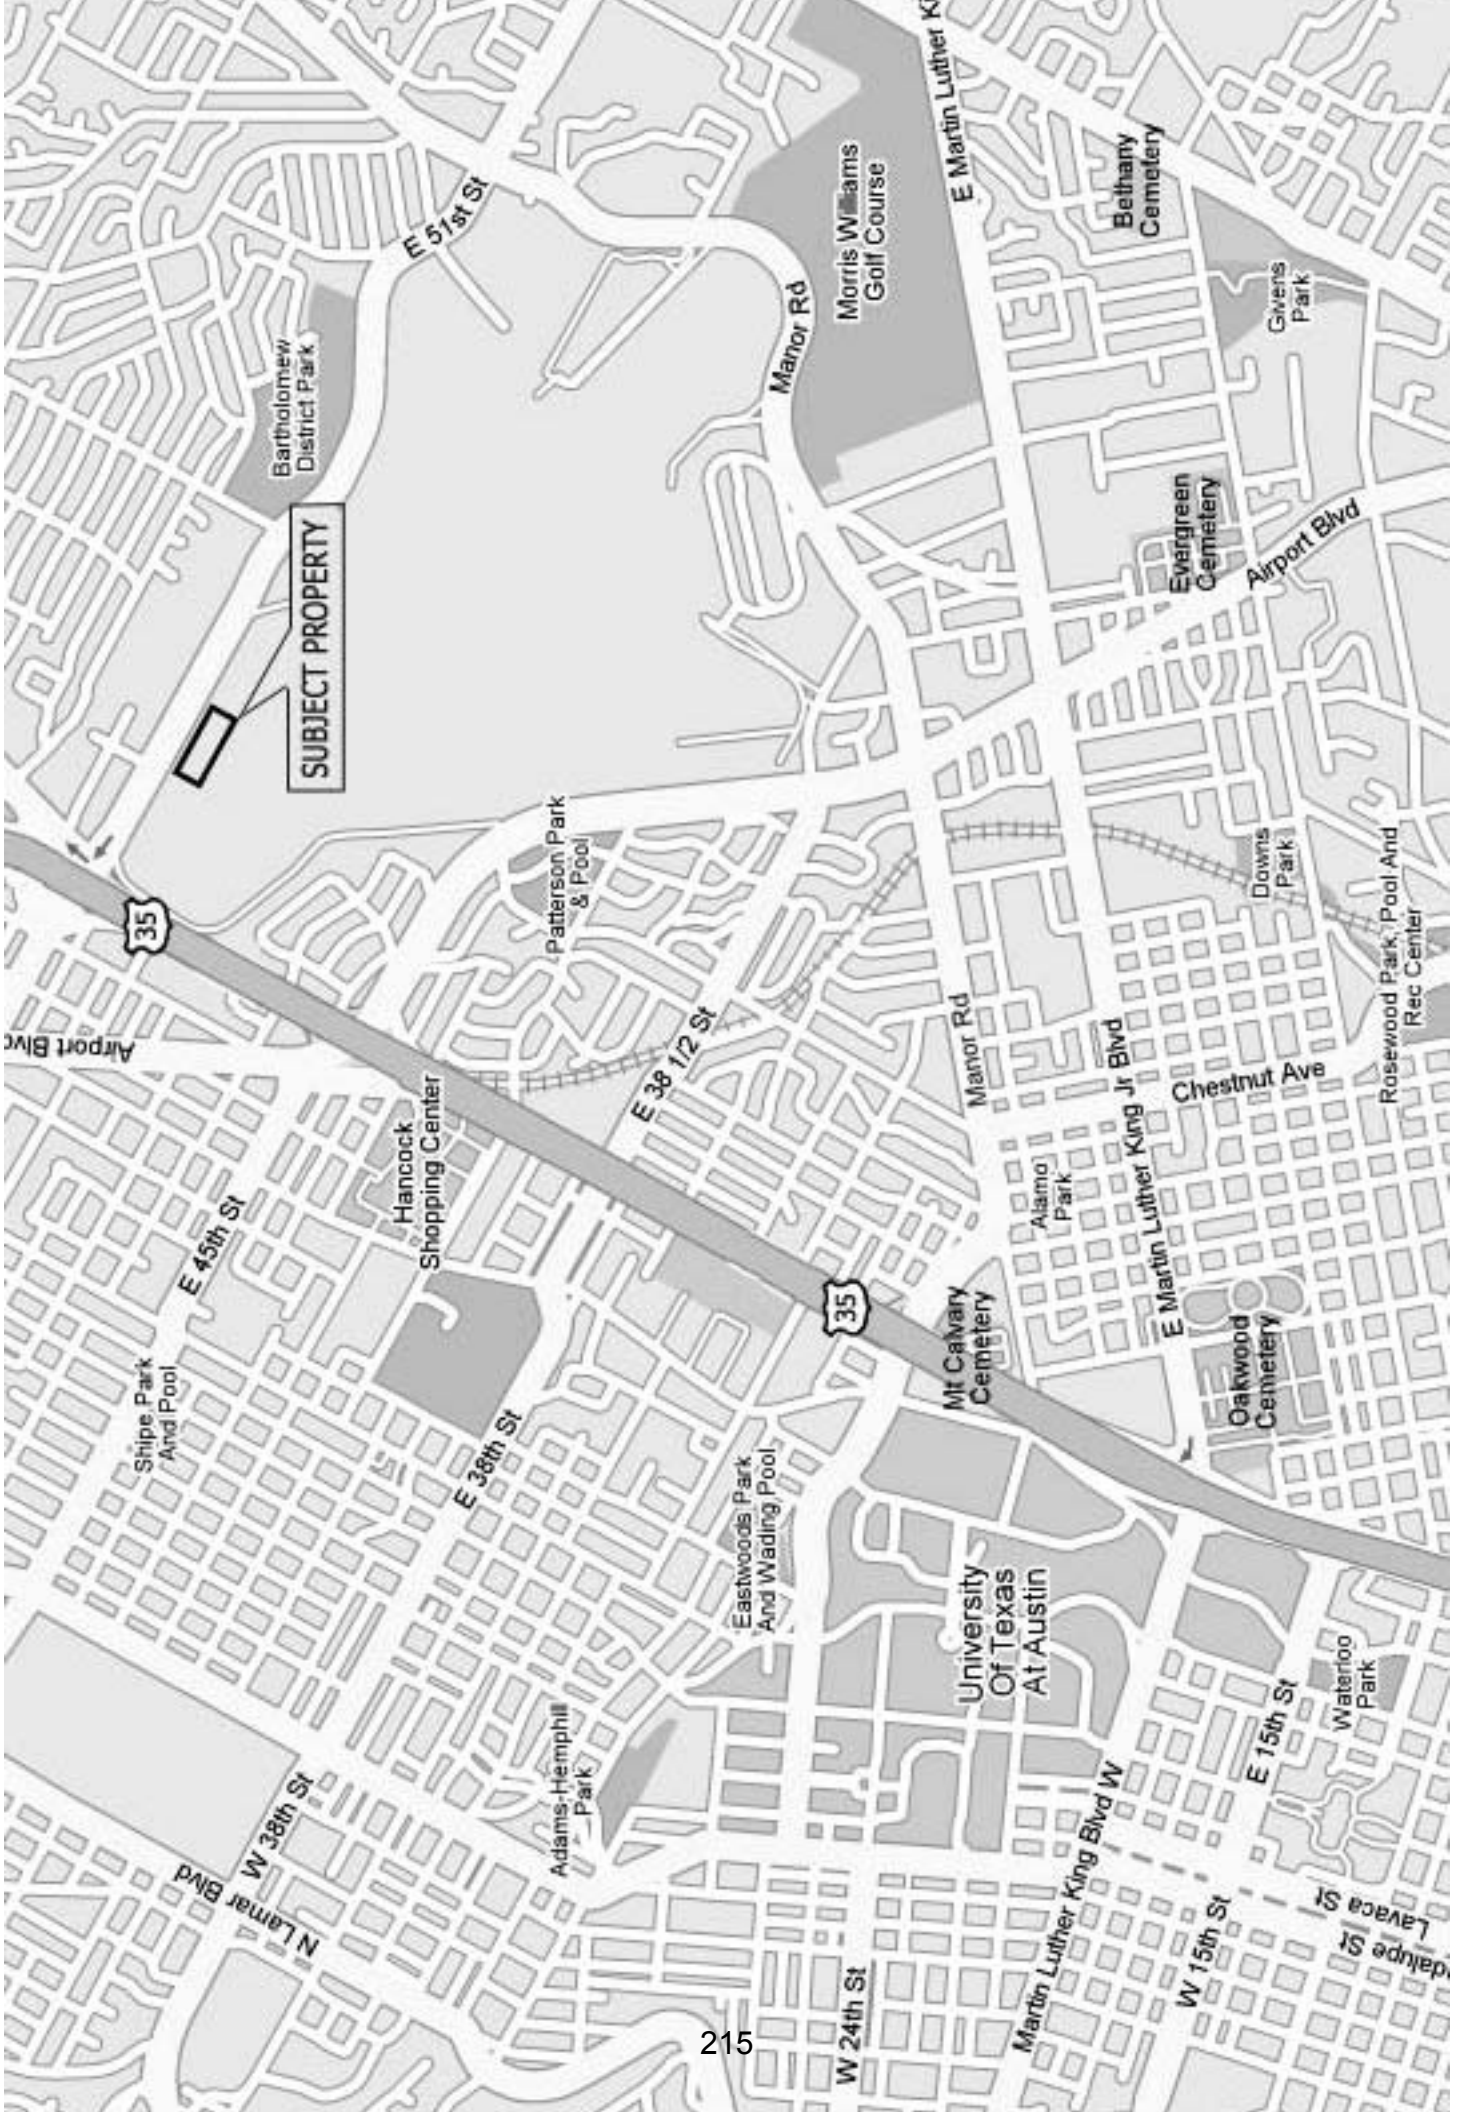 W 38th St
N Lamar Blvd
Shipe Park
And Pool
E 45th St
Airport Blvd
35
SUBJECT PROPERTY
Bartholomew
District Park
E 51st St
Hancock
Shopping Center
E 38th St
Adams-Hemphill
Park
Patterson Park
& Pool
E 38 1/2 St
Eastwoods Park
And Wading Pool
35
Manor Rd
Morris Williams
Golf Course
W 24th St
University
Of Texas
At Austin
Mt Calvary
Cemetery
Manor Rd
E Martin Luther K
Alamo
Park
Martin Luther King Blvd W
E Martin Luther King Jr Blvd
Bethany
Cemetery
W 15th St
E 15th St
Oakwood
Cemetery
Chestnut Ave
Downs
Park
Evergreen
Cemetery
Airport Blvd
Givens
Park
Waterloo
Park
Lavaca St
dalupe St
Rosewood Park, Pool And
Rec Center
215